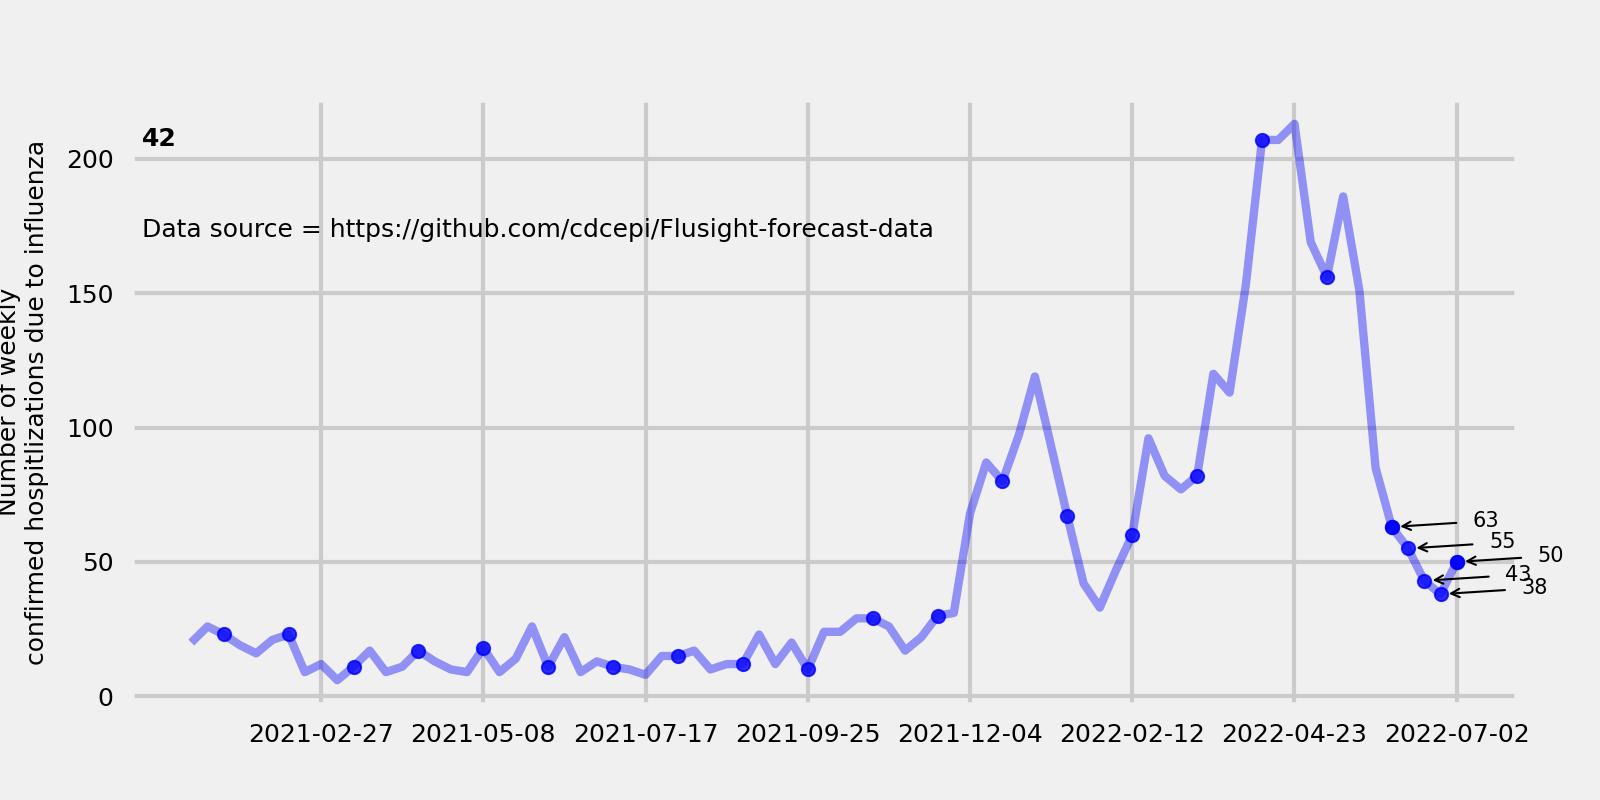 42
Data source = https://github.com/cdcepi/Flusight-forecast-data
Number of weekly
confirmed hospitlizations due to influenza
200
150
100
50
0
63
55
50
43
38
2021-02-27 2021-05-08 2021-07-17 2021-09-25 2021-12-04 2022-02-12 2022-04-23 2022-07-02